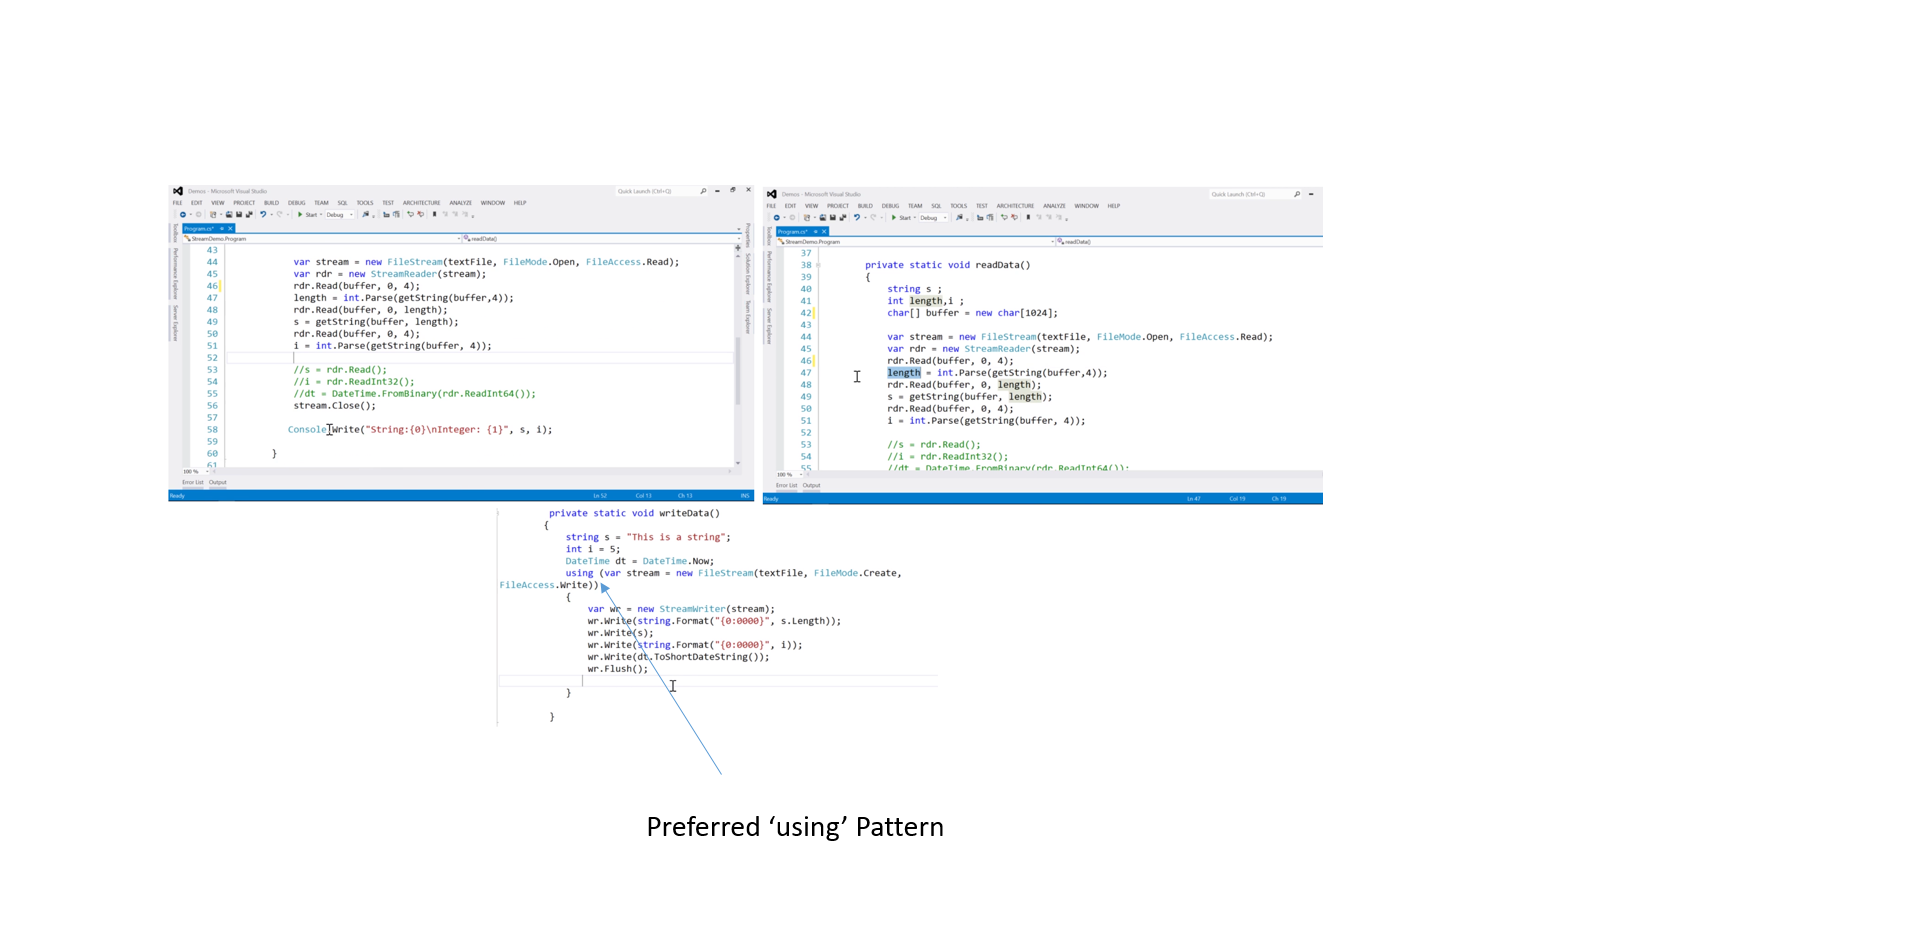 Demos - Microsoft Visual Studio
Quick Launch (Ctrl+Q)
FILE EDIT VIEW PROJECT BUILD DEBUG TEAM SQL TOOLS TEST ARCHITECTURE ANALYZE WINDOW HELP
Start Debug
Program.cs*
StreamDemo.Program readData()
43
44 var stream = new FileStream(textFile, FileMode.Open, FileAccess.Read);
45 var rdr = new StreamReader(stream);
46 rdr.Read(buffer, 0, 4);
47 length = int.Parse(getString(buffer,4));
48 rdr.Read(buffer, 0, length);
49 s = getString(buffer, length);
50 rdr.Read(buffer, 0, 4);
51 i = int.Parse(getString(buffer, 4));
52
53 //s = rdr.Read();
54 //i = rdr.ReadInt32();
55 //dt = DateTime.FromBinary(rdr.ReadInt64());
56 stream.Close();
57
58 Console.Write("String:{0}\nInteger: {1}", s, i);
59
60 }
61
100 %
Error List Output
Ready Ln 52 Col 13 Ch 13 INS
Toolbox
Performance Explorer
Server Explorer
Properties
Solution Explorer
Team Explorer
Demos - Microsoft Visual Studio
Quick Launch (Ctrl+Q)
FILE EDIT VIEW PROJECT BUILD DEBUG TEAM SQL TOOLS TEST ARCHITECTURE ANALYZE WINDOW HELP
Start Debug
Program.cs*
StreamDemo.Program readData()
37
38 private static void readData()
39 {
40 string s ;
41 int length,i ;
42 char[] buffer = new char[1024];
43
44 var stream = new FileStream(textFile, FileMode.Open, FileAccess.Read);
45 var rdr = new StreamReader(stream);
46 rdr.Read(buffer, 0, 4);
47 length = int.Parse(getString(buffer,4));
48 rdr.Read(buffer, 0, length);
49 s = getString(buffer, length);
50 rdr.Read(buffer, 0, 4);
51 i = int.Parse(getString(buffer, 4));
52
53 //s = rdr.Read();
54 //i = rdr.ReadInt32();
55 //dt = DateTime.FromBinary(rdr.ReadInt64());
100 %
Error List Output
Ready Ln 47 Col 19 Ch 19
Toolbox
Performance Explorer
Server Explorer
private static void writeData()
{
string s = "This is a string";
int i = 5;
DateTime dt = DateTime.Now;
using (var stream = new FileStream(textFile, FileMode.Create,
FileAccess.Write))
{
var wr = new StreamWriter(stream);
wr.Write(string.Format("{0:0000}", s.Length));
wr.Write(s);
wr.Write(string.Format("{0:0000}", i));
wr.Write(dt.ToShortDateString());
wr.Flush();
}
}
Preferred ‘using’ Pattern